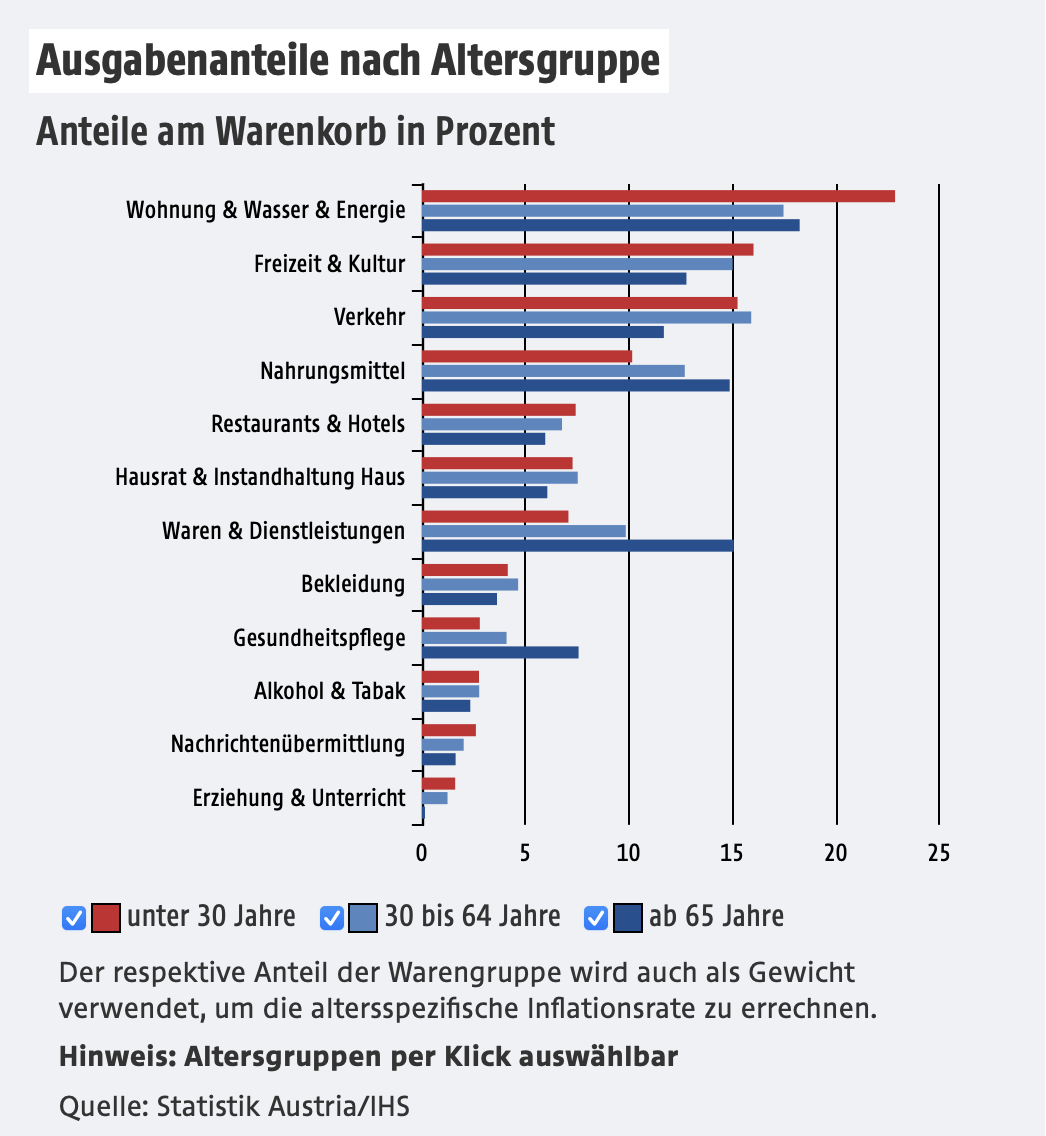 Ausgabenanteile nach Altersgruppe
Anteile am Warenkorb in Prozent
Wohnung & Wasser & Energie
Freizeit & Kultur
Verkehr
Nahrungsmittel
Restaurants & Hotels
Hausrat & Instandhaltung Haus
Waren & Dienstleistungen
Bekleidung
Gesundheitspflege
Alkohol & Tabak
Nachrichtenübermittlung
Erziehung & Unterricht
0 5 10 15 20 25
unter 30 Jahre 30 bis 64 Jahre ab 65 Jahre
Der respektive Anteil der Warengruppe wird auch als Gewicht
verwendet, um die altersspezifische Inflationsrate zu errechnen.
Hinweis: Altersgruppen per Klick auswählbar
Quelle: Statistik Austria/IHS